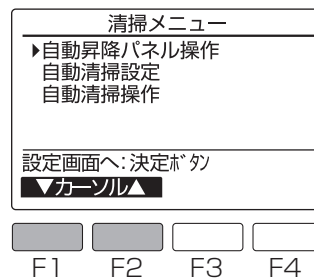 清掃メニュー
▶自動昇降パネル操作
自動清掃設定
自動清掃操作
設定画面へ:決定ﾎﾞﾀﾝ
▼カーソル▲
F1 F2 F3 F4